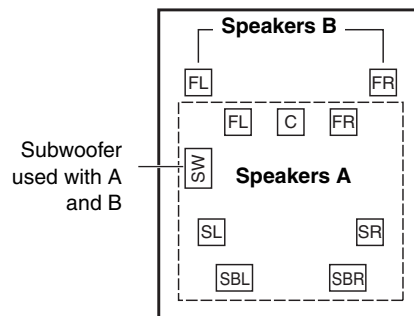 Speakers B
FL FR
FL C FR
Subwoofer
used with A
and B
SW
Speakers A
SL SR
SBL SBR